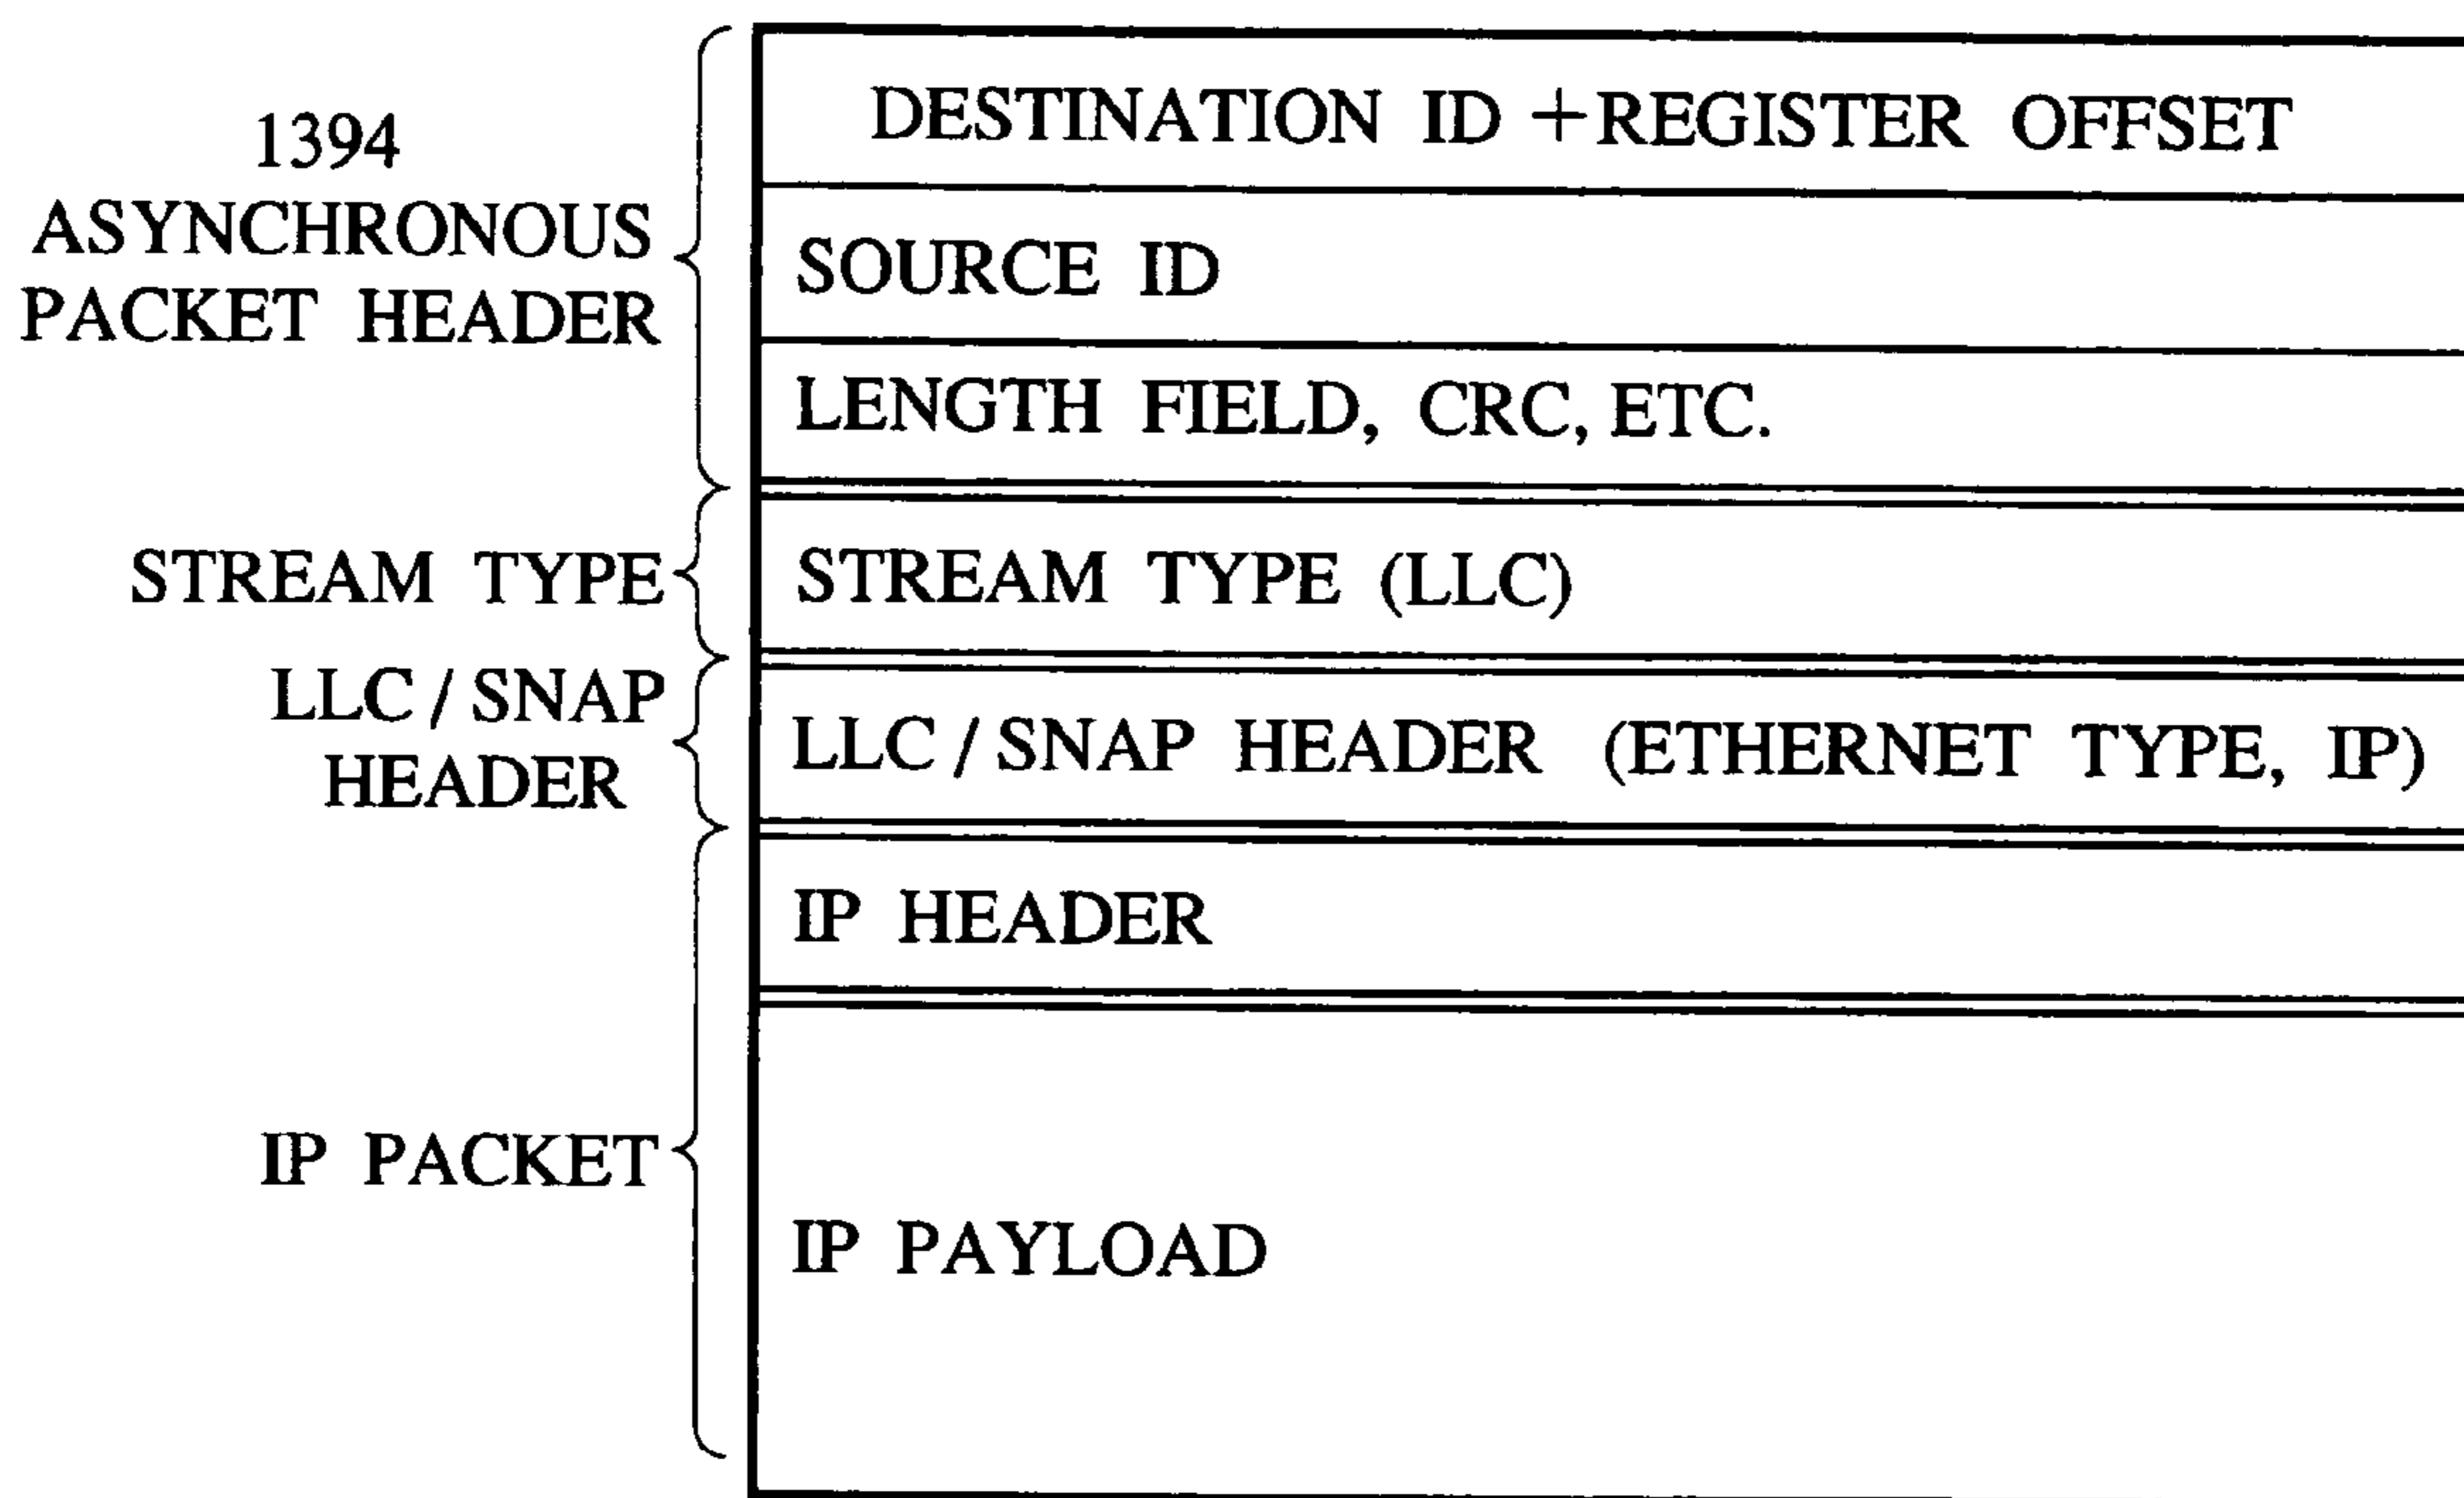 1394
ASYNCHRONOUS
PACKET HEADER
DESTINATION ID +REGISTER OFFSET
SOURCE ID
LENGTH FIELD, CRC, ETC.
STREAM TYPE
STREAM TYPE (LLC)
LLC / SNAP
HEADER
LLC / SNAP HEADER (ETHERNET TYPE, IP)
IP PACKET
IP HEADER
IP PAYLOAD